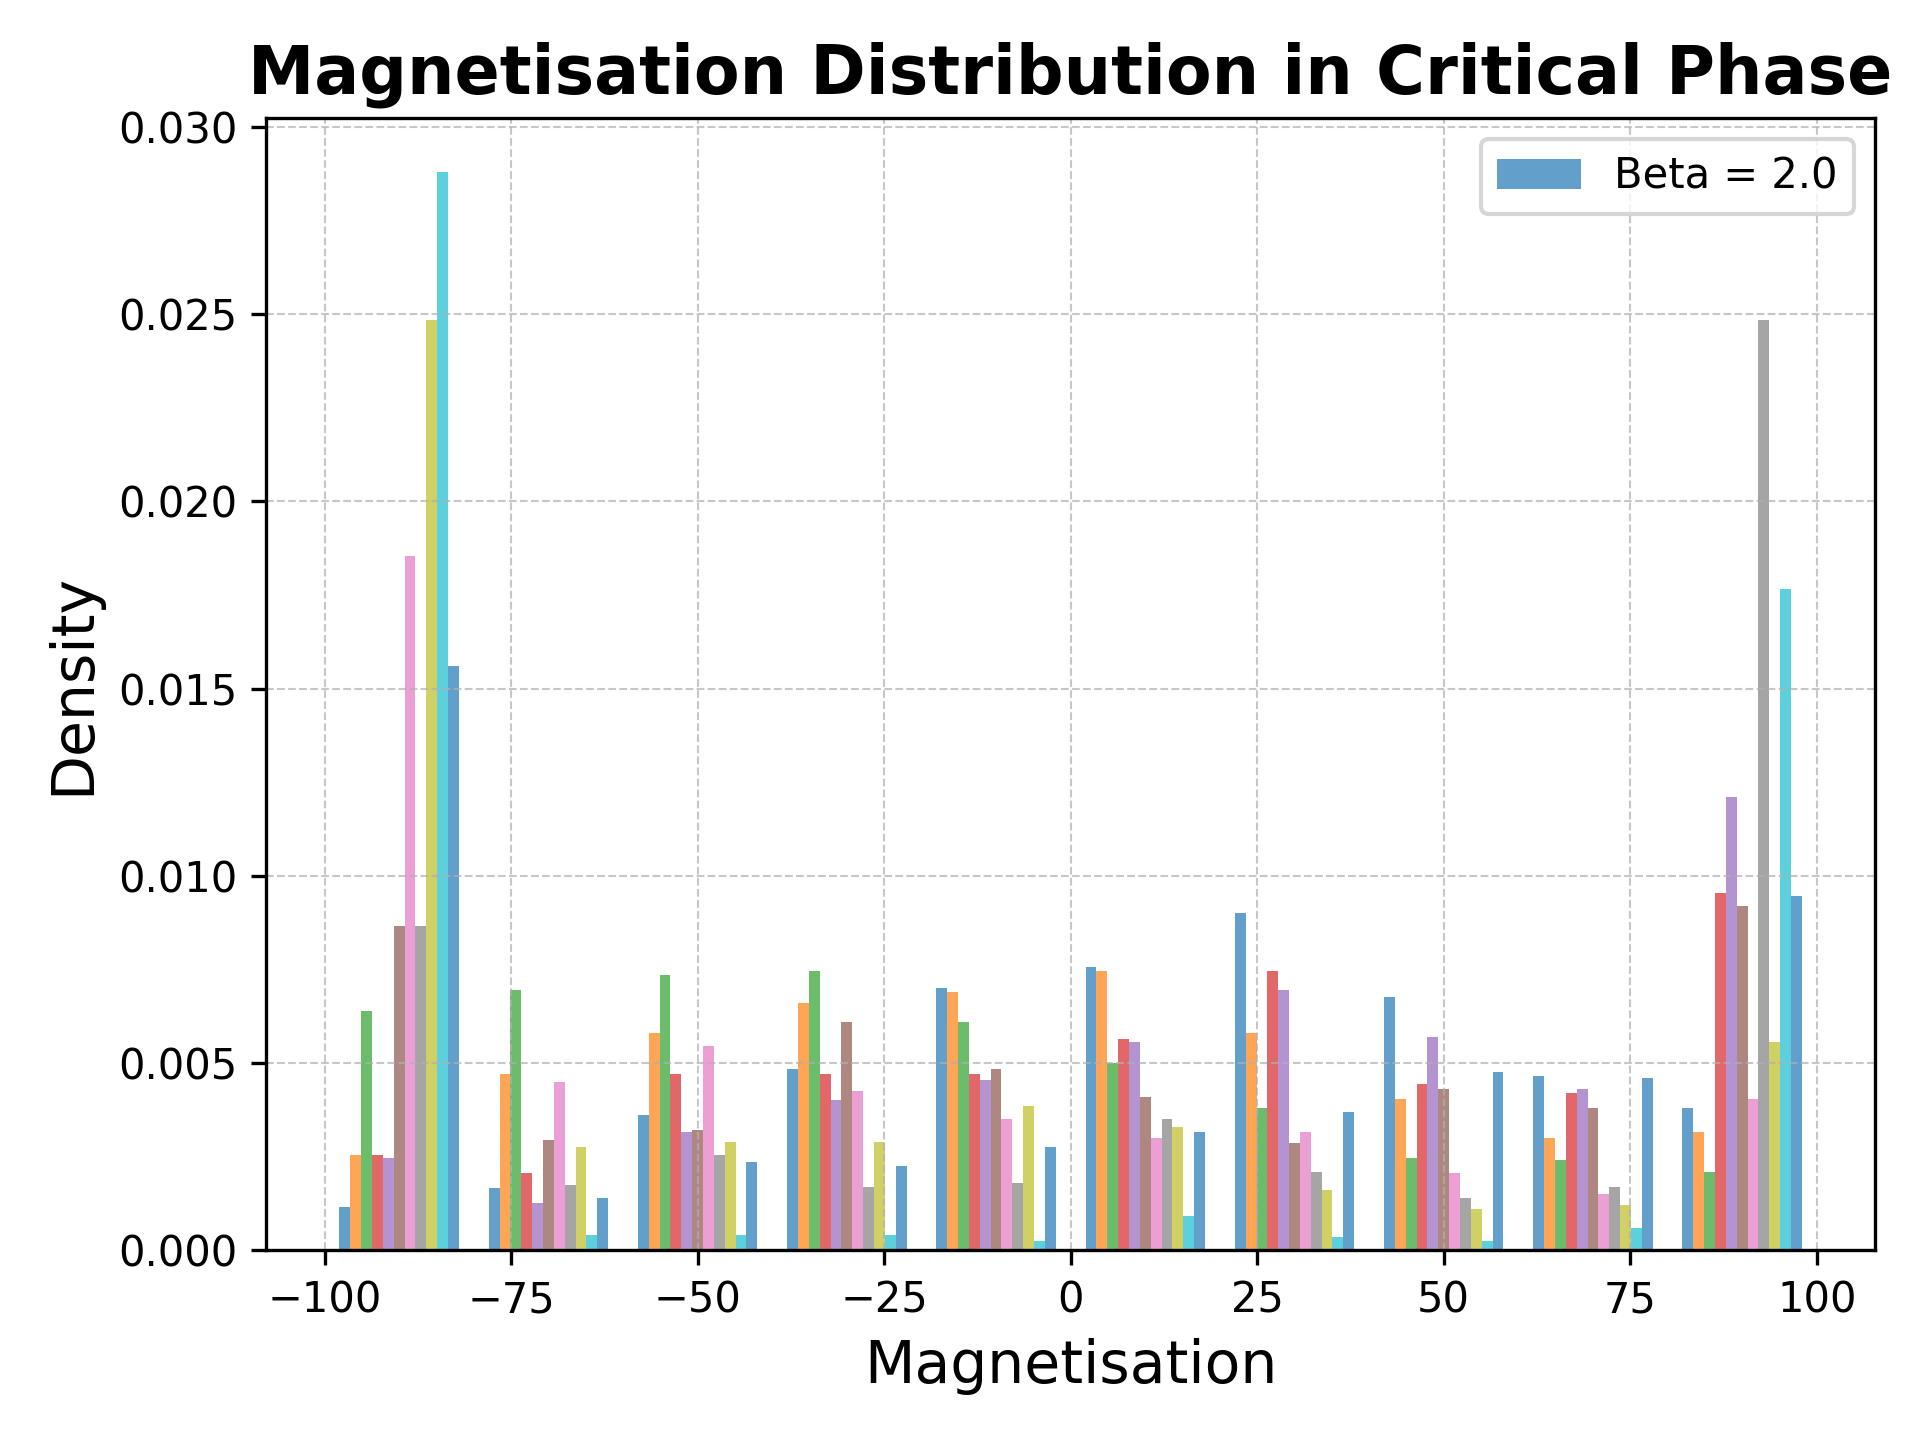 Magnetisation Distribution in Critical Phase
Beta = 2.0
0.030
0.025
0.020
0.015
0.010
0.005
0.000
Density
−100 −75 −50 −25 0 25 50 75 100
Magnetisation